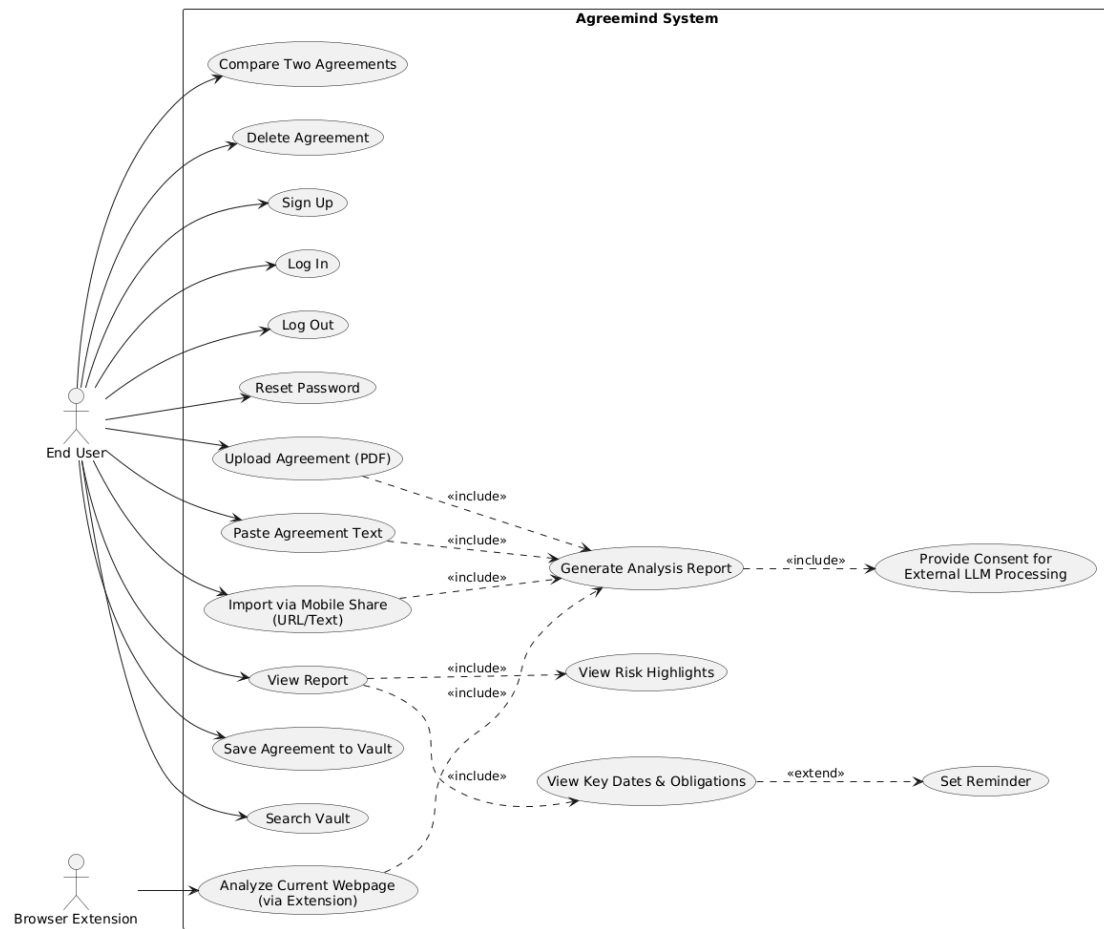 Agreemind System
Compare Two Agreements
Delete Agreement
Sign Up
Log In
Log Out
Reset Password
End User
Upload Agreement (PDF)
«include»
Paste Agreement Text
«include»
Generate Analysis Report
«include»
Provide Consent for
External LLM Processing
«include»
Import via Mobile Share
(URL/Text)
View Report
«include»
View Risk Highlights
«include»
Save Agreement to Vault
«include»
View Key Dates & Obligations
«extend»
Set Reminder
Search Vault
Browser Extension
Analyze Current Webpage
(via Extension)